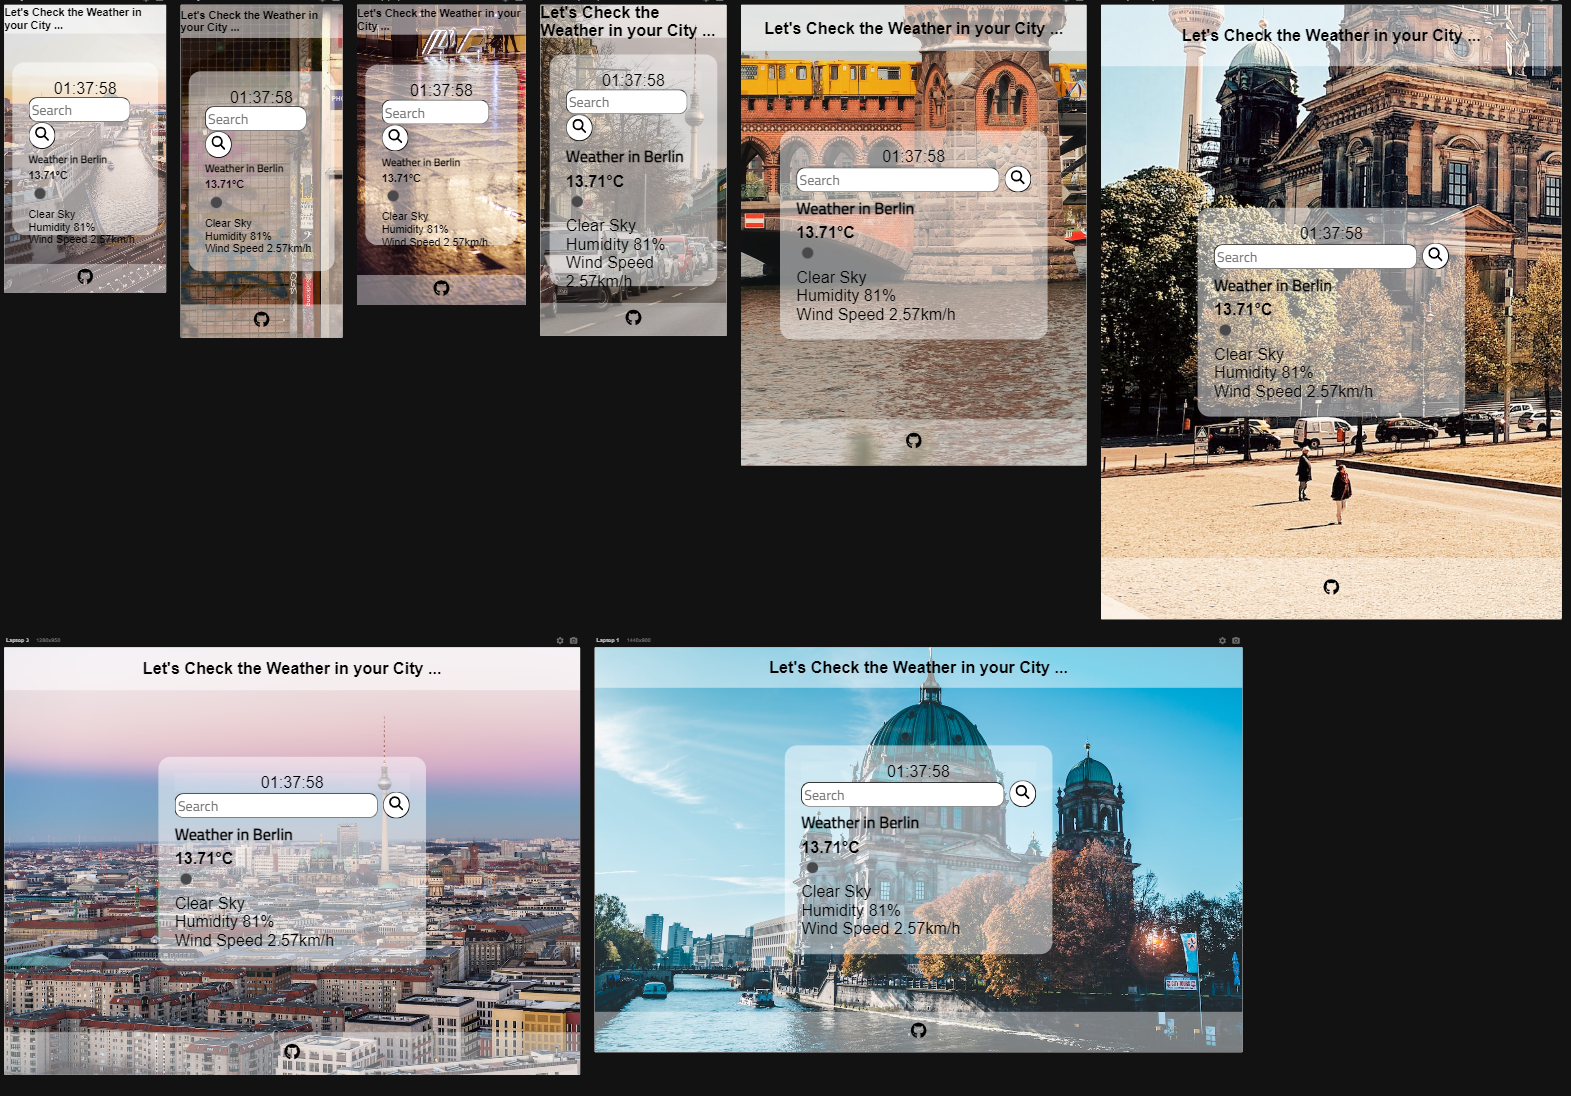 Let's Check the Weather in
your City ...
01:37:58
Search
Weather in Berlin
13.71°C
Clear Sky
Humidity 81%
Wind Speed 2.57km/h
Let's Check the Weather in
your City ...
01:37:58
Search
Weather in Berlin
13.71°C
Clear Sky
Humidity 81%
Wind Speed 2.57km/h
Let's Check the Weather in your
City ...
01:37:58
Search
Weather in Berlin
13.71°C
Clear Sky
Humidity 81%
Wind Speed 2.57km/h
Let's Check the
Weather in your City ...
01:37:58
Search
Weather in Berlin
13.71°C
Clear Sky
Humidity 81%
Wind Speed
2.57km/h
Let's Check the Weather in your City ...
01:37:58
Search
Weather in Berlin
13.71°C
Clear Sky
Humidity 81%
Wind Speed 2.57km/h
Let's Check the Weather in your City ...
01:37:58
Search
Weather in Berlin
13.71°C
Clear Sky
Humidity 81%
Wind Speed 2.57km/h
Laptop 3 1280x950
Let's Check the Weather in your City ...
01:37:58
Search
Weather in Berlin
13.71°C
Clear Sky
Humidity 81%
Wind Speed 2.57km/h
Laptop 1 1440x900
Let's Check the Weather in your City ...
01:37:58
Search
Weather in Berlin
13.71°C
Clear Sky
Humidity 81%
Wind Speed 2.57km/h